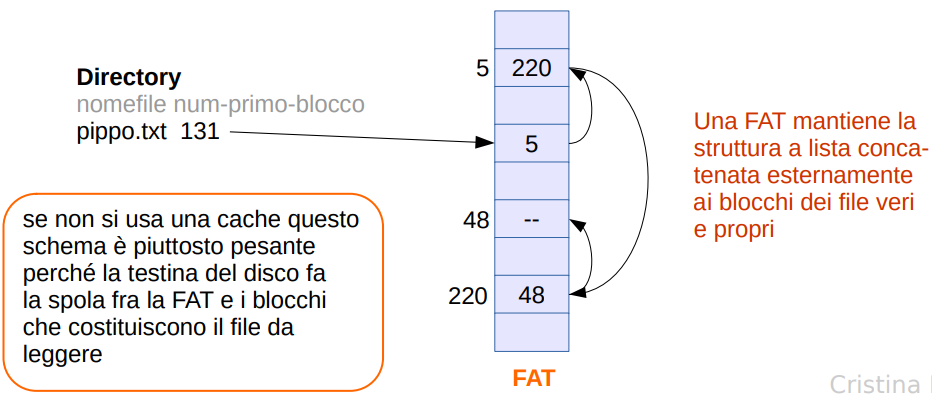 Directory
nomefile num-primo-blocco
pippo.txt 131
se non si usa una cache questo
schema è piuttosto pesante
perché la testina del disco fa
la spola fra la FAT e i blocchi
che costituiscono il file da
leggere
5 220
5
48 --
220 48
FAT
Una FAT mantiene la
struttura a lista conca-
tenata esternamente
ai blocchi dei file veri
e propri
Cristina